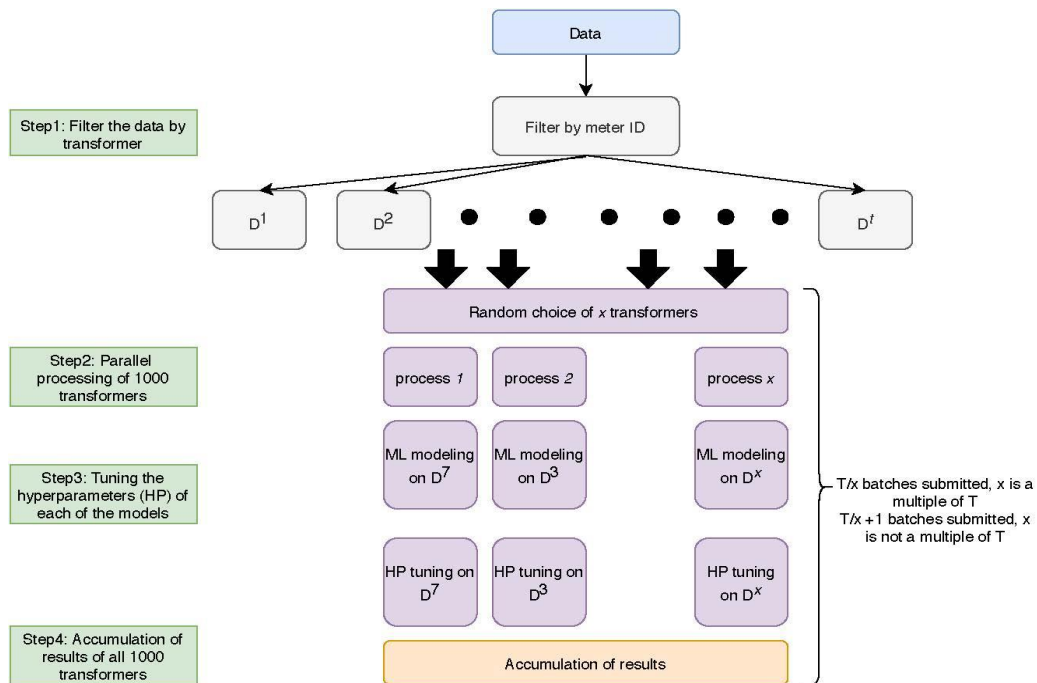 Data
Step1: Filter the data by
transformer
Filter by meter ID
D1
D2
Dt
Random choice of x transformers
Step2: Parallel
processing of 1000
transformers
process 1
process 2
process x
Step3: Tuning the
hyperparameters (HP) of
each of the models
ML modeling
on D7
ML modeling
on D3
ML modeling
on Dx
T/x batches submitted, x is a
multiple of T
T/x +1 batches submitted, x
is not a multiple of T
HP tuning on
D7
HP tuning on
D3
HP tuning
on Dx
Step4: Accumulation of
results of all 1000
transformers
Accumulation of results